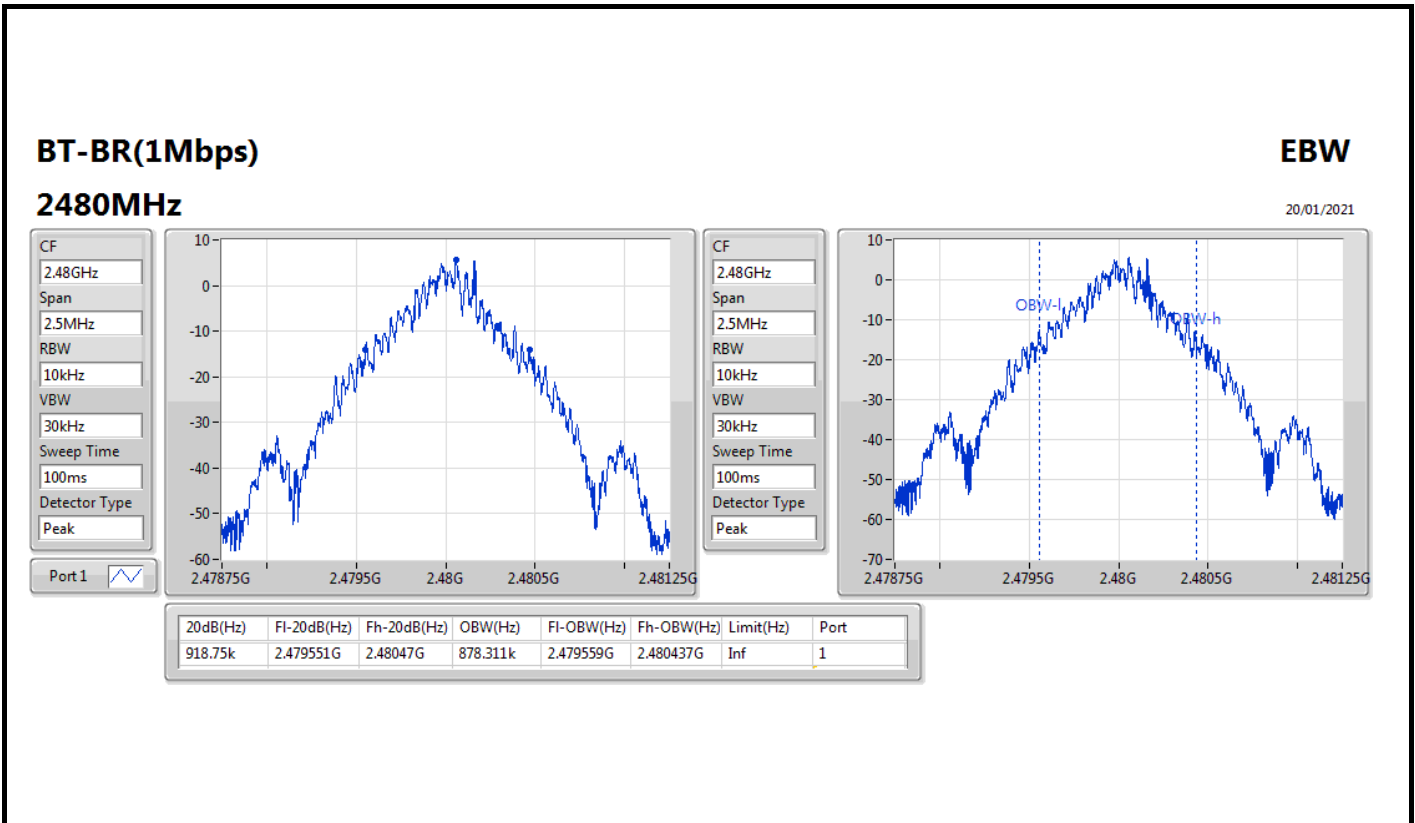 BT-BR(1Mbps)
EBW
2480MHz
20/01/2021
CF
2.48GHz
Span
2.5MHz
RBW
10kHz
VBW
30kHz
Sweep Time
100ms
Detector Type
Peak
Port 1
10
0
-10
-20
-30
-40
-50
-60
2.47875G 2.4795G 2.48G 2.4805G 2.48125G
CF
2.48GHz
Span
2.5MHz
RBW
10kHz
VBW
30kHz
Sweep Time
100ms
Detector Type
Peak
10
0
-10
-20
-30
-40
-50
-60
-70
OBW-l
OBW-h
2.47875G 2.4795G 2.48G 2.4805G 2.48125G
20dB(Hz) Fl-20dB(Hz) Fh-20dB(Hz) OBW(Hz) Fl-OBW(Hz) Fh-OBW(Hz) Limit(Hz) Port
918.75k 2.479551G 2.48047G 878.311k 2.479559G 2.480437G Inf 1